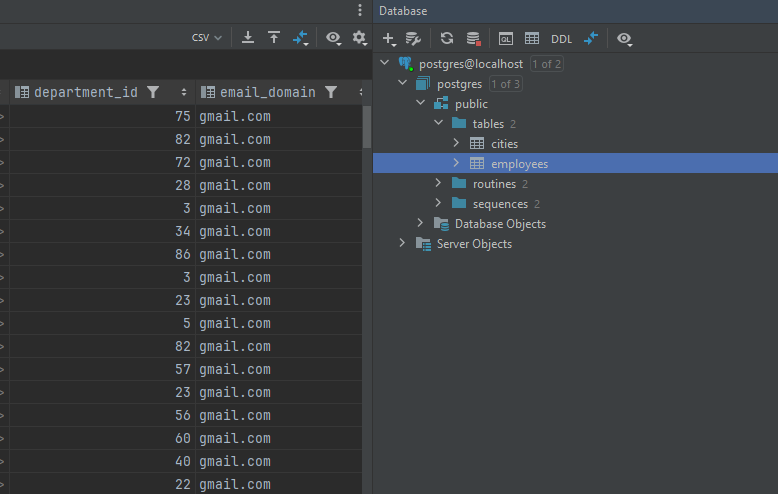 Database
CSV
DDL
postgres@localhost 1 of 2
postgres 1 of 3
public
tables 2
cities
employees
routines 2
sequences 2
Database Objects
Server Objects
department_id email_domain
75 gmail.com
82 gmail.com
72 gmail.com
28 gmail.com
3 gmail.com
34 gmail.com
86 gmail.com
3 gmail.com
23 gmail.com
5 gmail.com
82 gmail.com
57 gmail.com
23 gmail.com
56 gmail.com
60 gmail.com
40 gmail.com
22 gmail.com